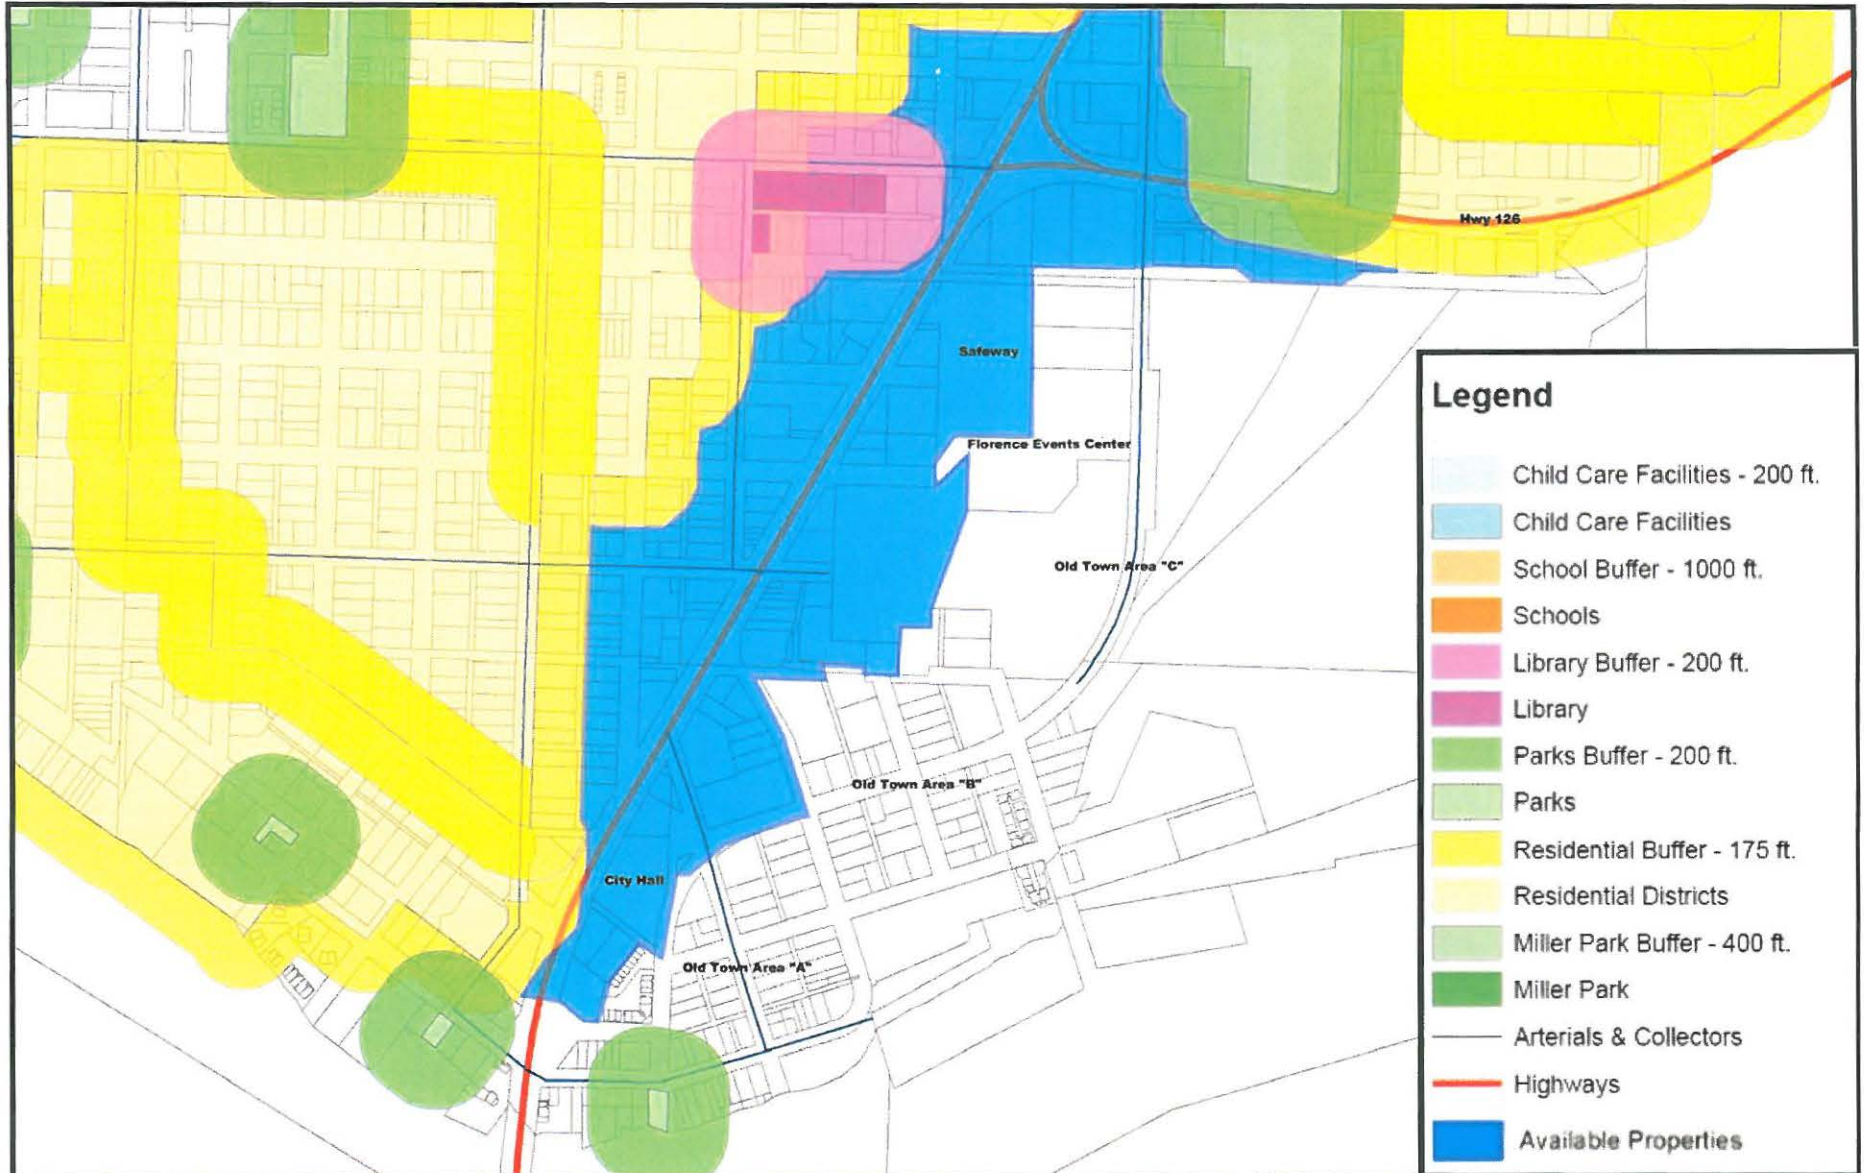 Hwy 126
Safeway
Florence Events Center
Old Town Area "C"
Old Town Area "B"
City Hall
Old Town Area "A"
Legend
Child Care Facilities - 200 ft.
Child Care Facilities
School Buffer - 1000 ft.
Schools
Library Buffer - 200 ft.
Library
Parks Buffer - 200 ft.
Parks
Residential Buffer - 175 ft.
Residential Districts
Miller Park Buffer - 400 ft.
Miller Park
Arterials & Collectors
Highways
Available Properties